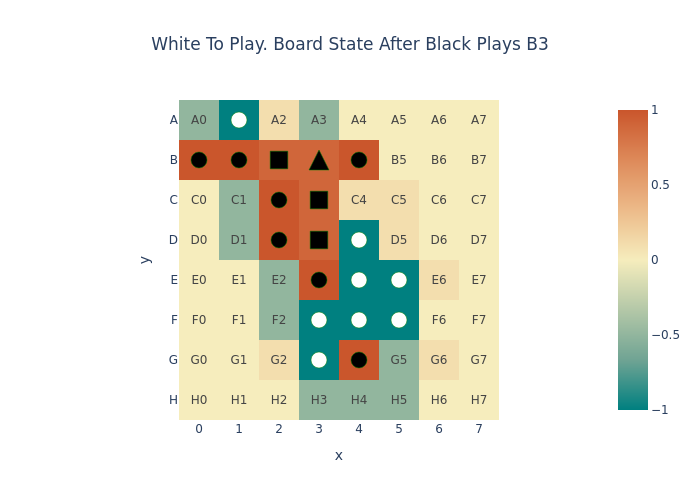 White To Play. Board State After Black Plays B3
A A0 A2 A3 A4 A5 A6 A7 1
B B5 B6 B7
C C0 C1 C4 C5 C6 C7 0.5
D D0 D1 D5 D6 D7
y
E E0 E1 E2 E6 E7 0
F F0 F1 F2 F6 F7 −0.5
G G0 G1 G2 G5 G6 G7
H H0 H1 H2 H3 H4 H5 H6 H7 −1
0 1 2 3 4 5 6 7
x